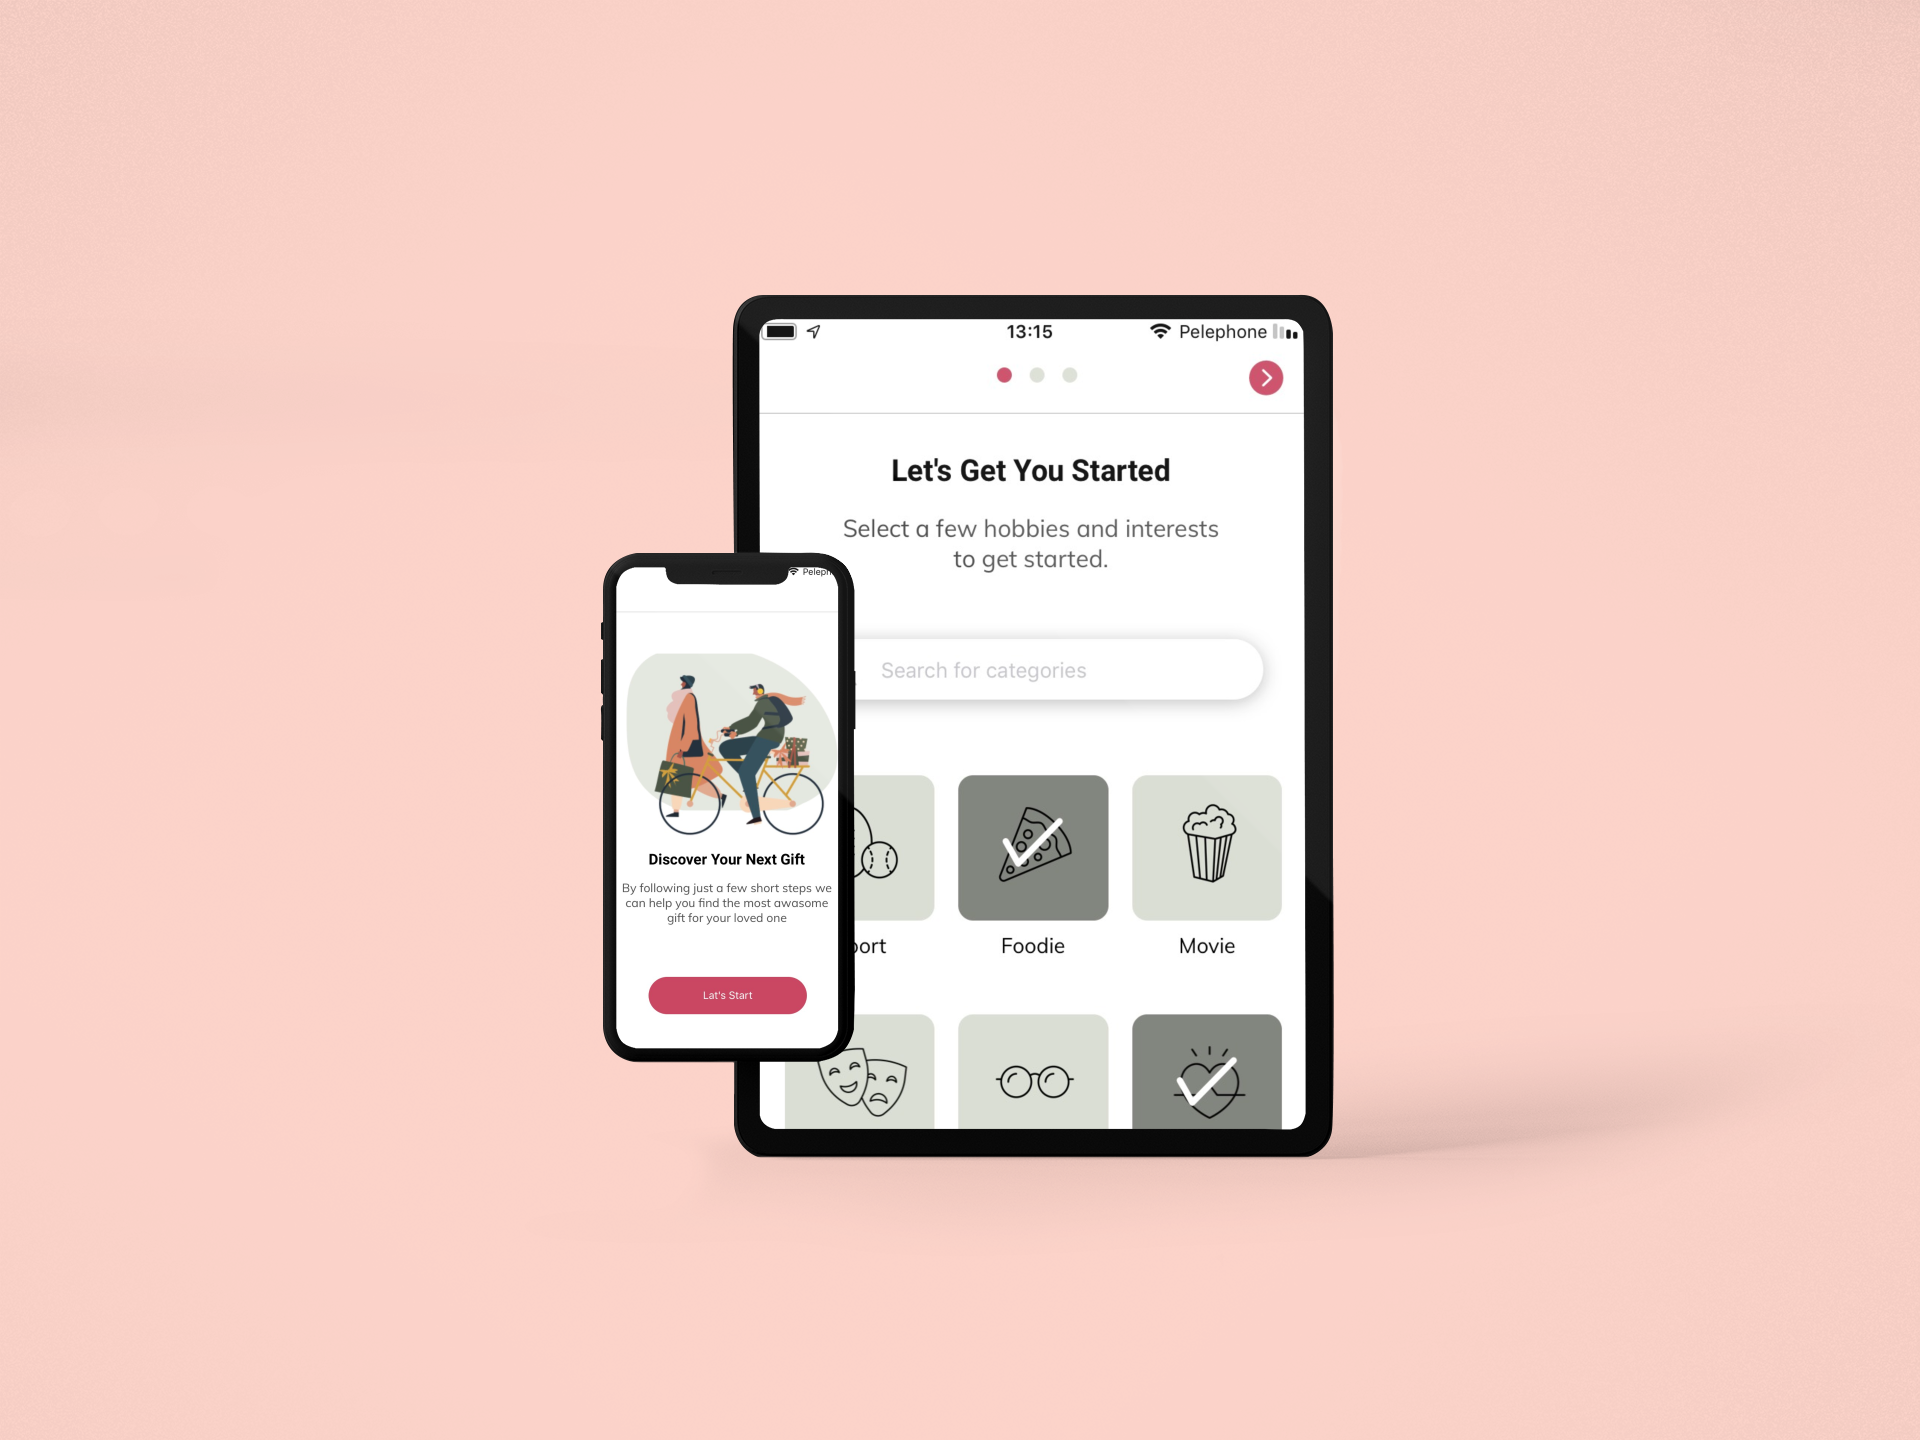 13:15
Pelephone
Let's Get You Started
Select a few hobbies and interests
to get started.
Search for categories
Foodie
Movie
Discover Your Next Gift
By following just a few short steps we
can help you find the most awasome
gift for your loved one
Lat's Start